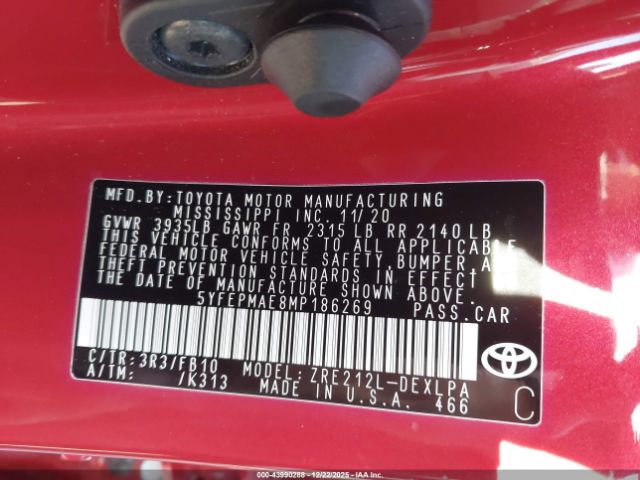 MFD.BY:TOYOTA MOTOR MANUFACTURING
MISSISSIPPI INC. 11/20
GVWR 3935LB GAWR FR 2315 LB RR 2140 LB
THIS VEHICLE CONFORMS TO ALL APPLICABLE
FEDERAL MOTOR VEHICLE SAFETY, BUMPER, A
THEFT PREVENTION STANDARDS IN EFFECT
THE DATE OF MANUFACTURE SHOWN ABOVE.
5YFEPMAE8MP186269 PASS.CAR
C/TR:3R3/FB10 MODEL:ZRE212L-DEXLPA
A/TM: /K313 MADE IN U.S.A. 466
TOYOTA
C
000-43990288 - 12/22/2025 - IAA Inc.